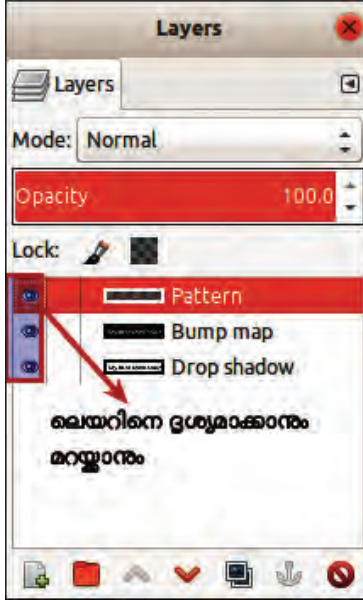 Layers
Layers
Mode: Normal
Opacity 100.0
Lock:
Pattern
Bump map
Drop shadow
ലെയറിനെ ദൃശ്യമാക്കാനും
മറയ്ക്കാനും